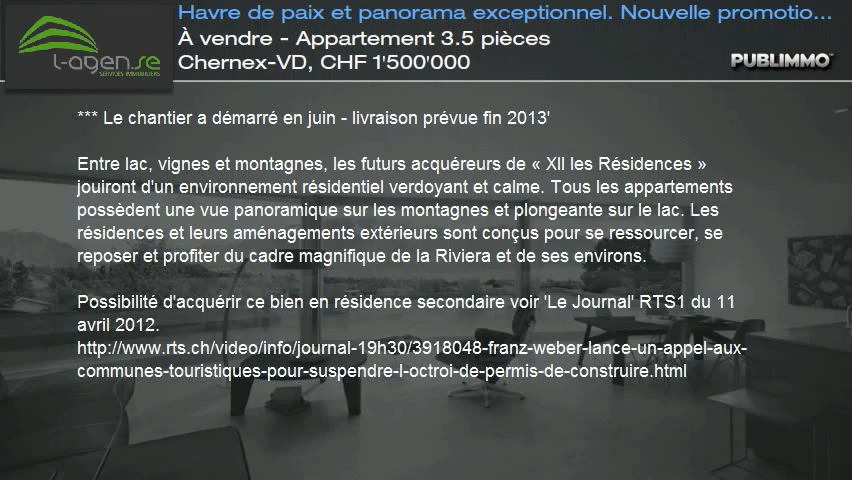 Havre de paix et panorama exceptionnel. Nouvelle promotio...
À vendre - Appartement 3.5 pièces
Chernex-VD, CHF 1'500'000
l-agen.se
SERVICES IMMOBILIERS
PUBLIMMO
*** Le chantier a démarré en juin - livraison prévue fin 2013'
Entre lac, vignes et montagnes, les futurs acquéreurs de « XII les Résidences »
jouiront d'un environnement résidentiel verdoyant et calme. Tous les appartements
possèdent une vue panoramique sur les montagnes et plongeante sur le lac. Les
résidences et leurs aménagements extérieurs sont conçus pour se ressourcer, se
reposer et profiter du cadre magnifique de la Riviera et de ses environs.
Possibilité d'acquérir ce bien en résidence secondaire voir 'Le Journal' RTS1 du 11
avril 2012.
http://www.rts.ch/video/info/journal-19h30/3918048-franz-weber-lance-un-appel-aux-
communes-touristiques-pour-suspendre-l-octroi-de-permis-de-construire.html